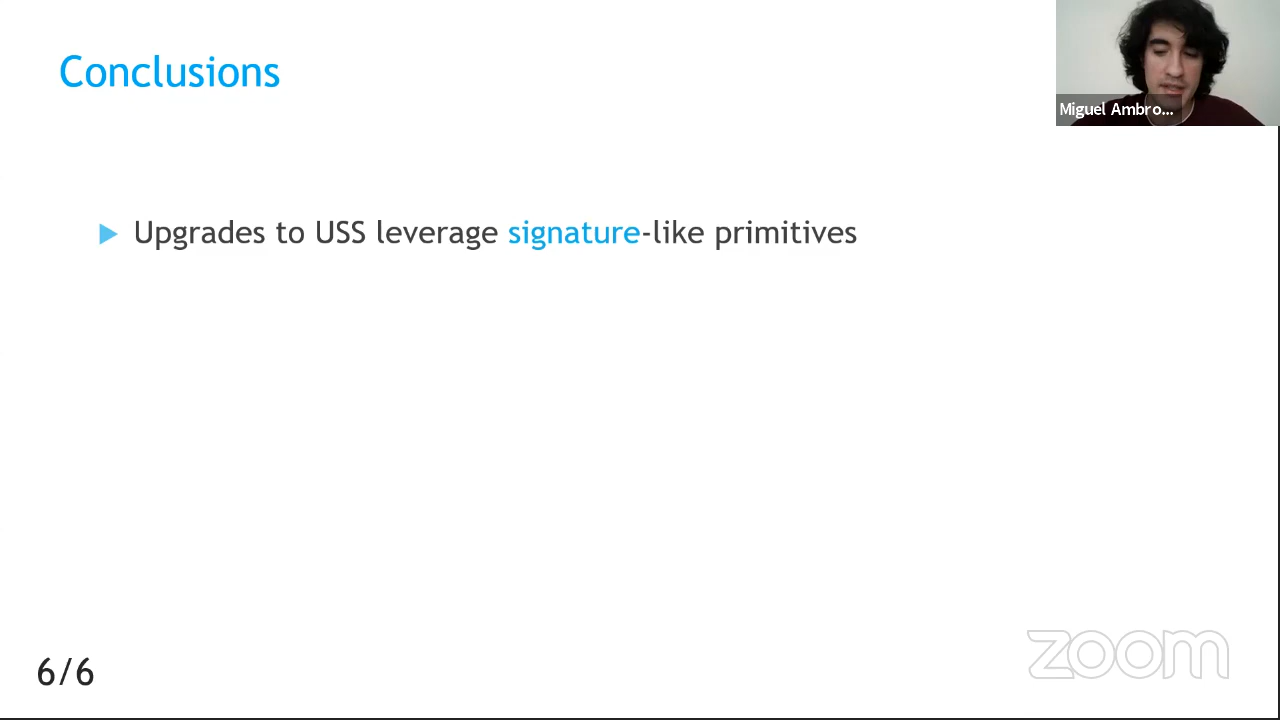 Conclusions
Miguel Ambro...
Upgrades to USS leverage signature-like primitives
6/6
zoom